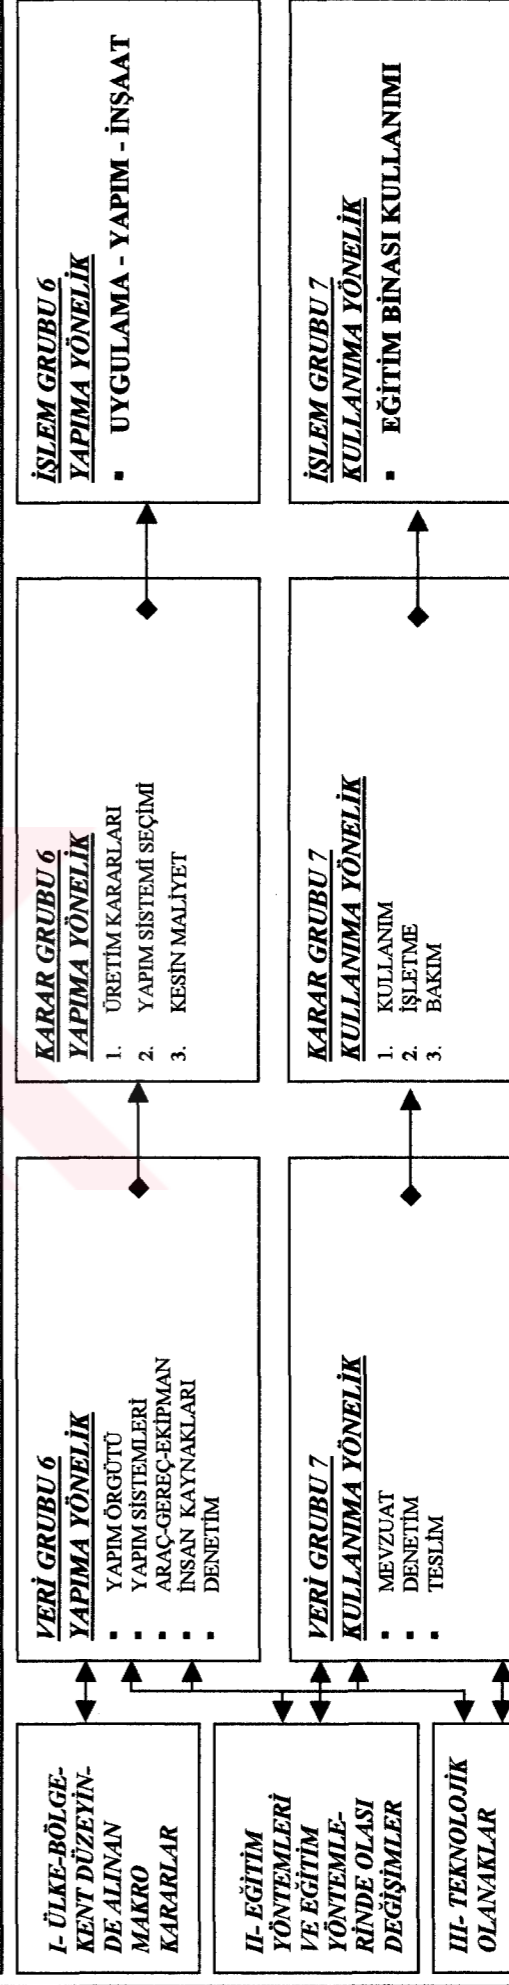 I- ÜLKE-BÖLGE-
KENT DÜZEYİN-
DE ALINAN
MAKRO
KARARLAR
II- EĞİTİM
YÖNTEMLERİ
VE EĞİTİM
YÖNTEMLE-
RİNDE OLASI
DEĞİŞİMLER
III- TEKNOLOJİK
OLANAKLAR
VERİ GRUBU 6
YAPIMA YÖNELİK
▪ YAPIM ÖRGÜTÜ
▪ YAPIM SİSTEMLERİ
▪ ARAÇ-GEREÇ-EKİPMAN
▪ İNSAN KAYNAKLARI
▪ DENETİM
KARAR GRUBU 6
YAPIMA YÖNELİK
1. ÜRETİM KARARLARI
2. YAPIM SİSTEMİ SEÇİMİ
3. KESİN MALİYET
İŞLEM GRUBU 6
YAPIMA YÖNELİK
▪ UYGULAMA - YAPIM - İNŞAAT
VERİ GRUBU 7
KULLANIMA YÖNELİK
▪ MEVZUAT
▪ DENETİM
▪ TESLİM
KARAR GRUBU 7
KULLANIMA YÖNELİK
1. KULLANIM
2. İŞLETME
3. BAKIM
İŞLEM GRUBU 7
KULLANIMA YÖNELİK
▪ EĞİTİM BİNASI KULLANIMI